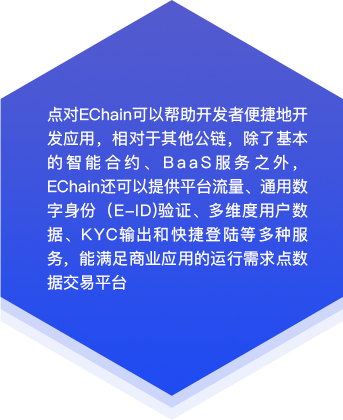 点对EChain可以帮助开发者便捷地开
发应用，相对于其他公链，除了基本
的智能合约、BaaS服务之外，
EChain还可以提供平台流量、通用数
字身份（E-ID)验证、多维度用户数
据、KYC输出和快捷登陆等多种服
务，能满足商业应用的运行需求点数
据交易平台